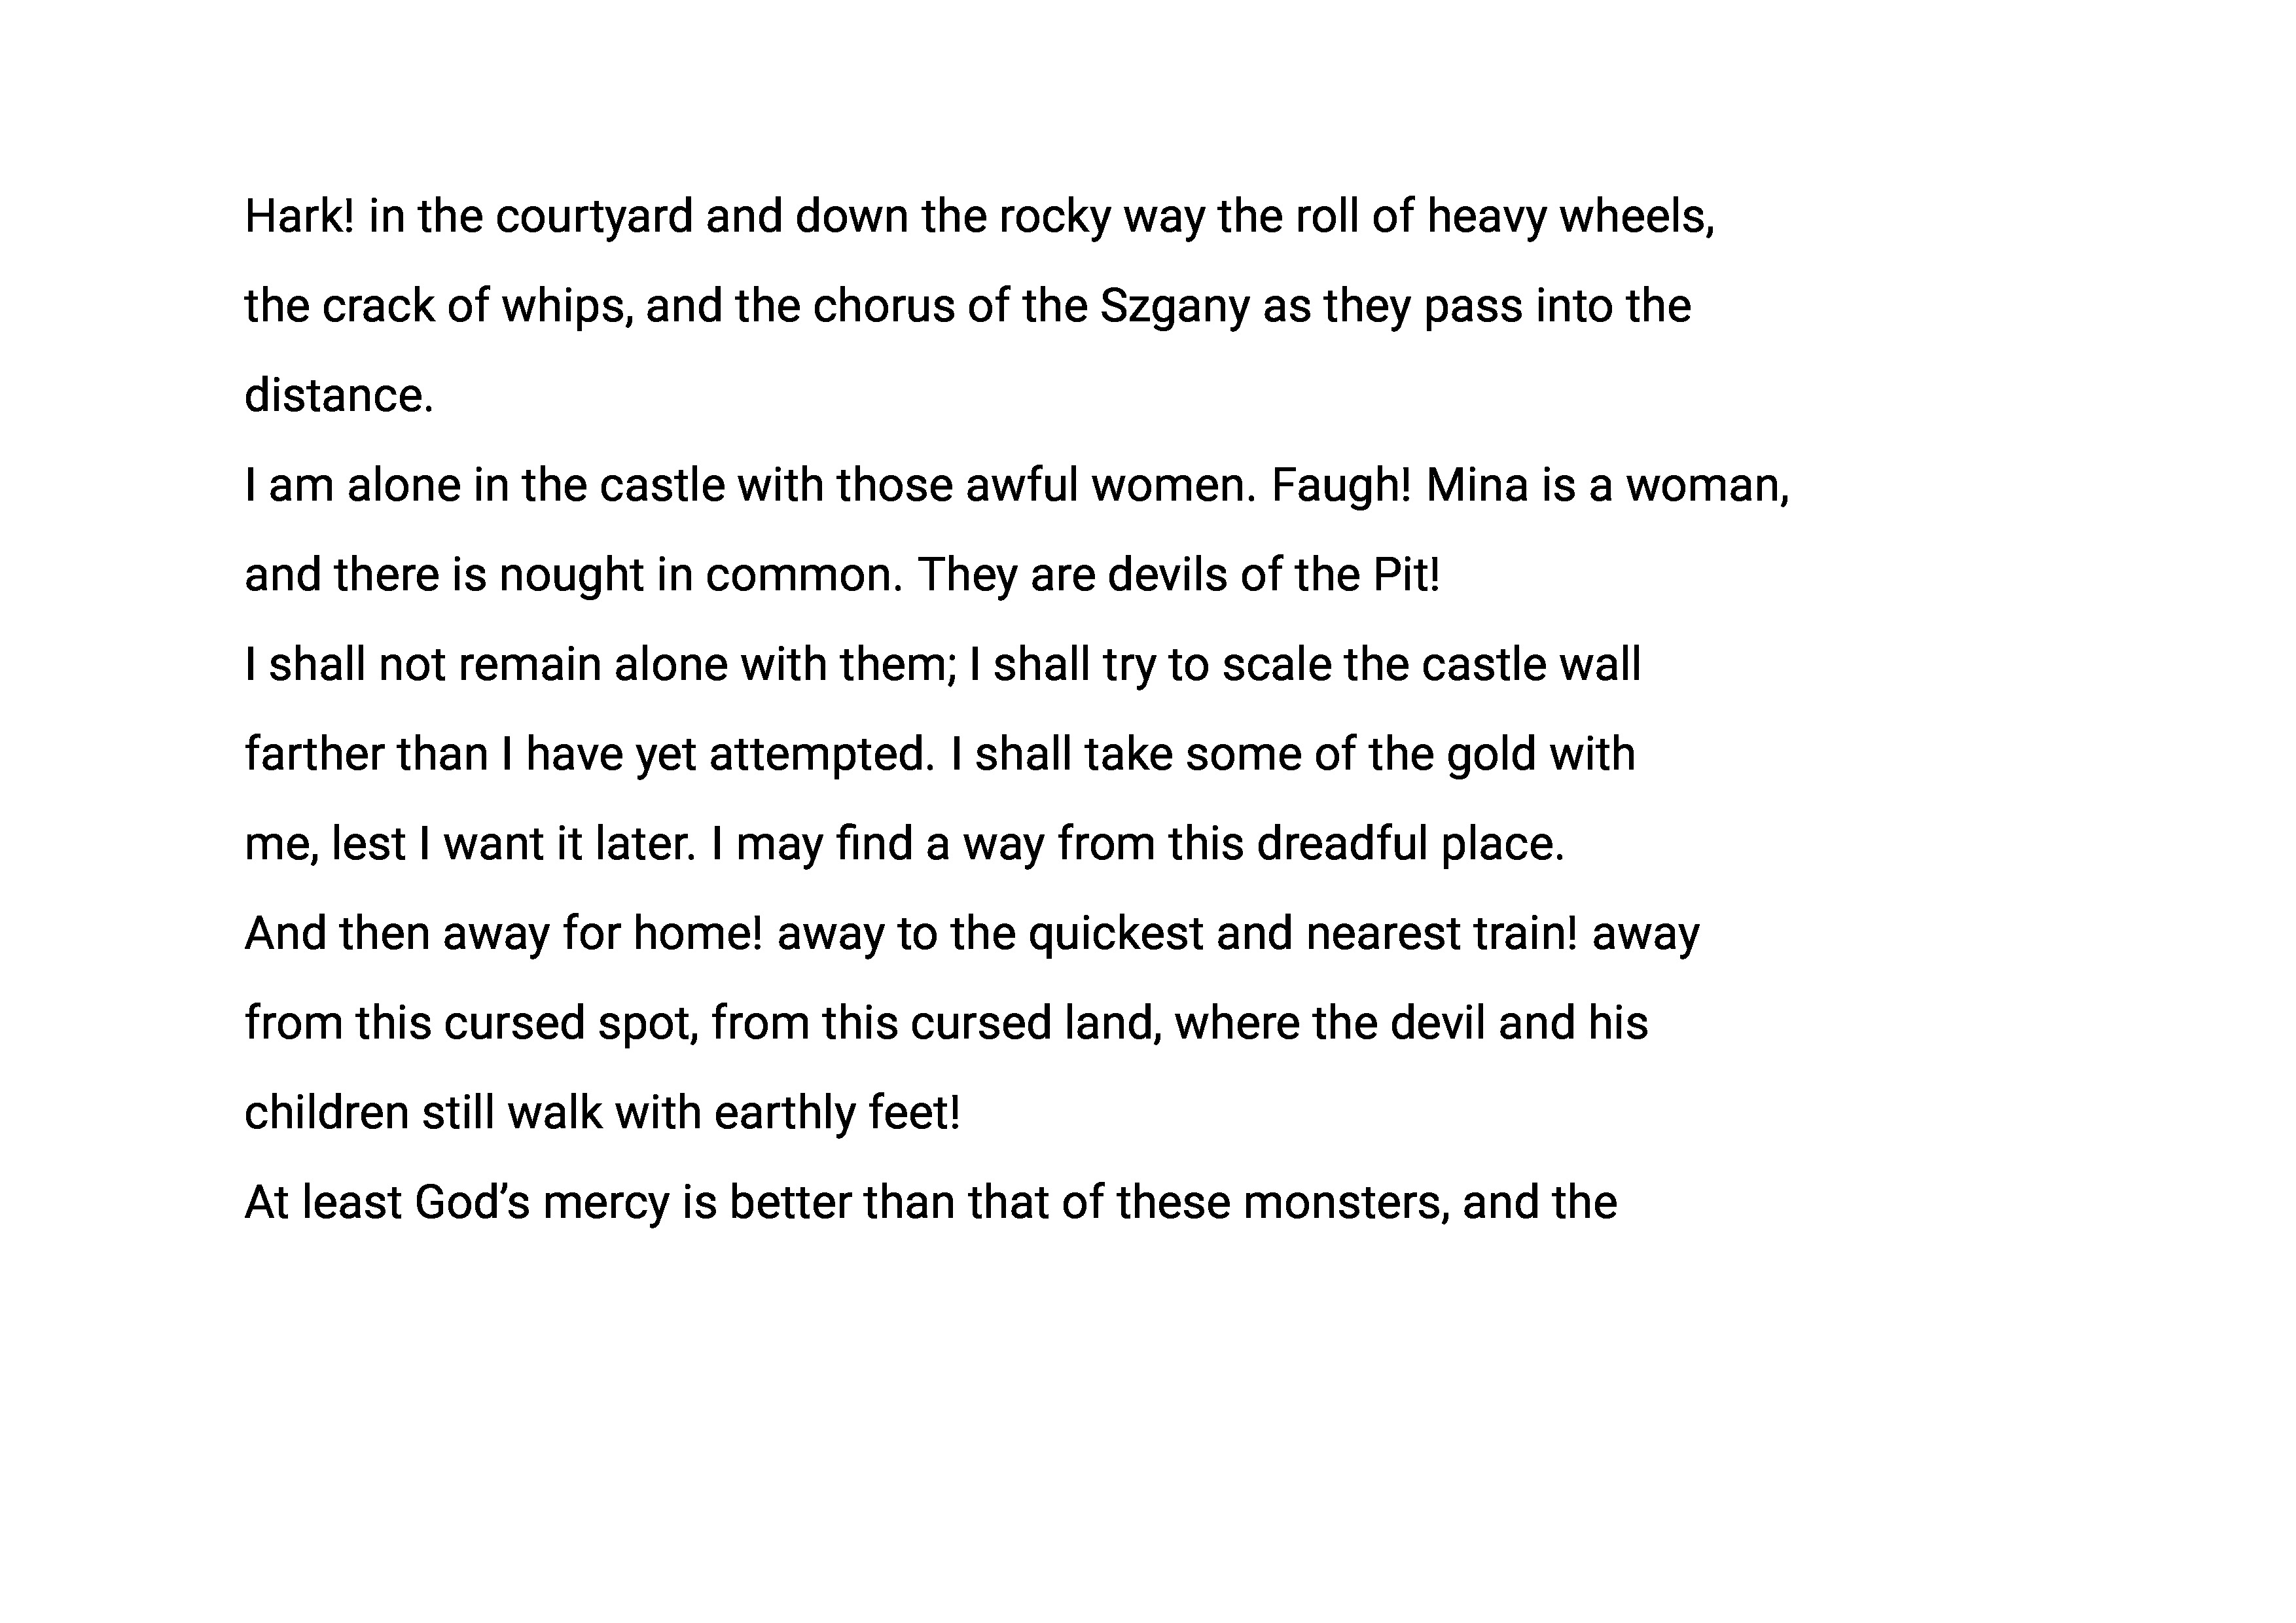 Hark! in the courtyard and down the rocky way the roll of heavy wheels,
the crack of whips, and the chorus of the Szgany as they pass into the
distance.
I am alone in the castle with those awful women. Faugh! Mina is a woman,
and there is nought in common. They are devils of the Pit!
I shall not remain alone with them; I shall try to scale the castle wall
farther than I have yet attempted. I shall take some of the gold with
me, lest I want it later. I may find a way from this dreadful place.
And then away for home! away to the quickest and nearest train! away
from this cursed spot, from this cursed land, where the devil and his
children still walk with earthly feet!
At least God’s mercy is better than that of these monsters, and the